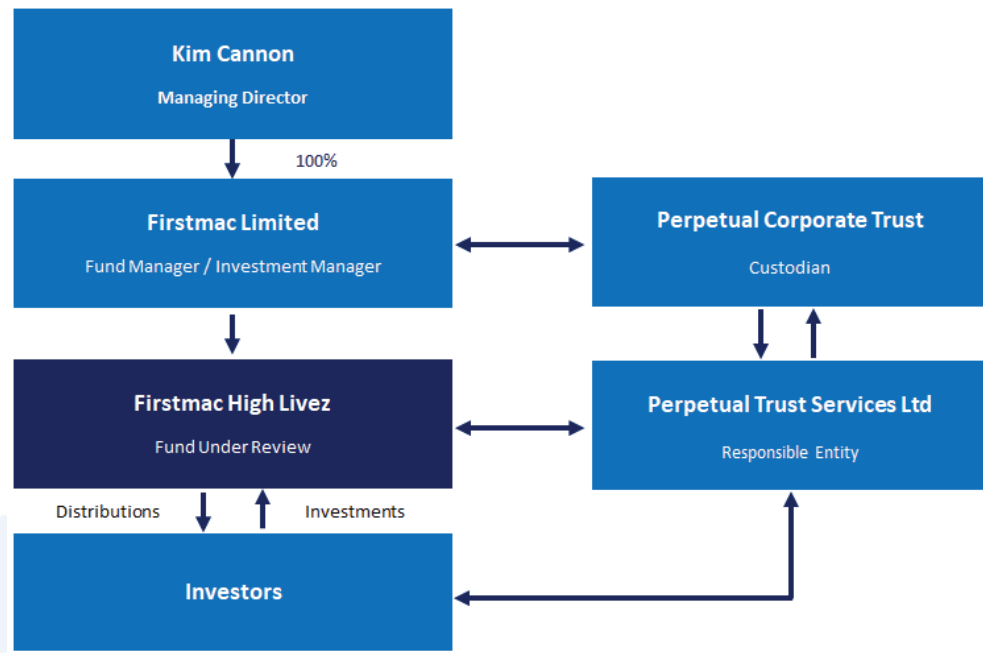 Kim Cannon
Managing Director
100%
Firstmac Limited
Fund Manager / Investment Manager
Perpetual Corporate Trust
Custodian
Firstmac High Livez
Fund Under Review
Perpetual Trust Services Ltd
Responsible Entity
Distributions
Investments
Investors